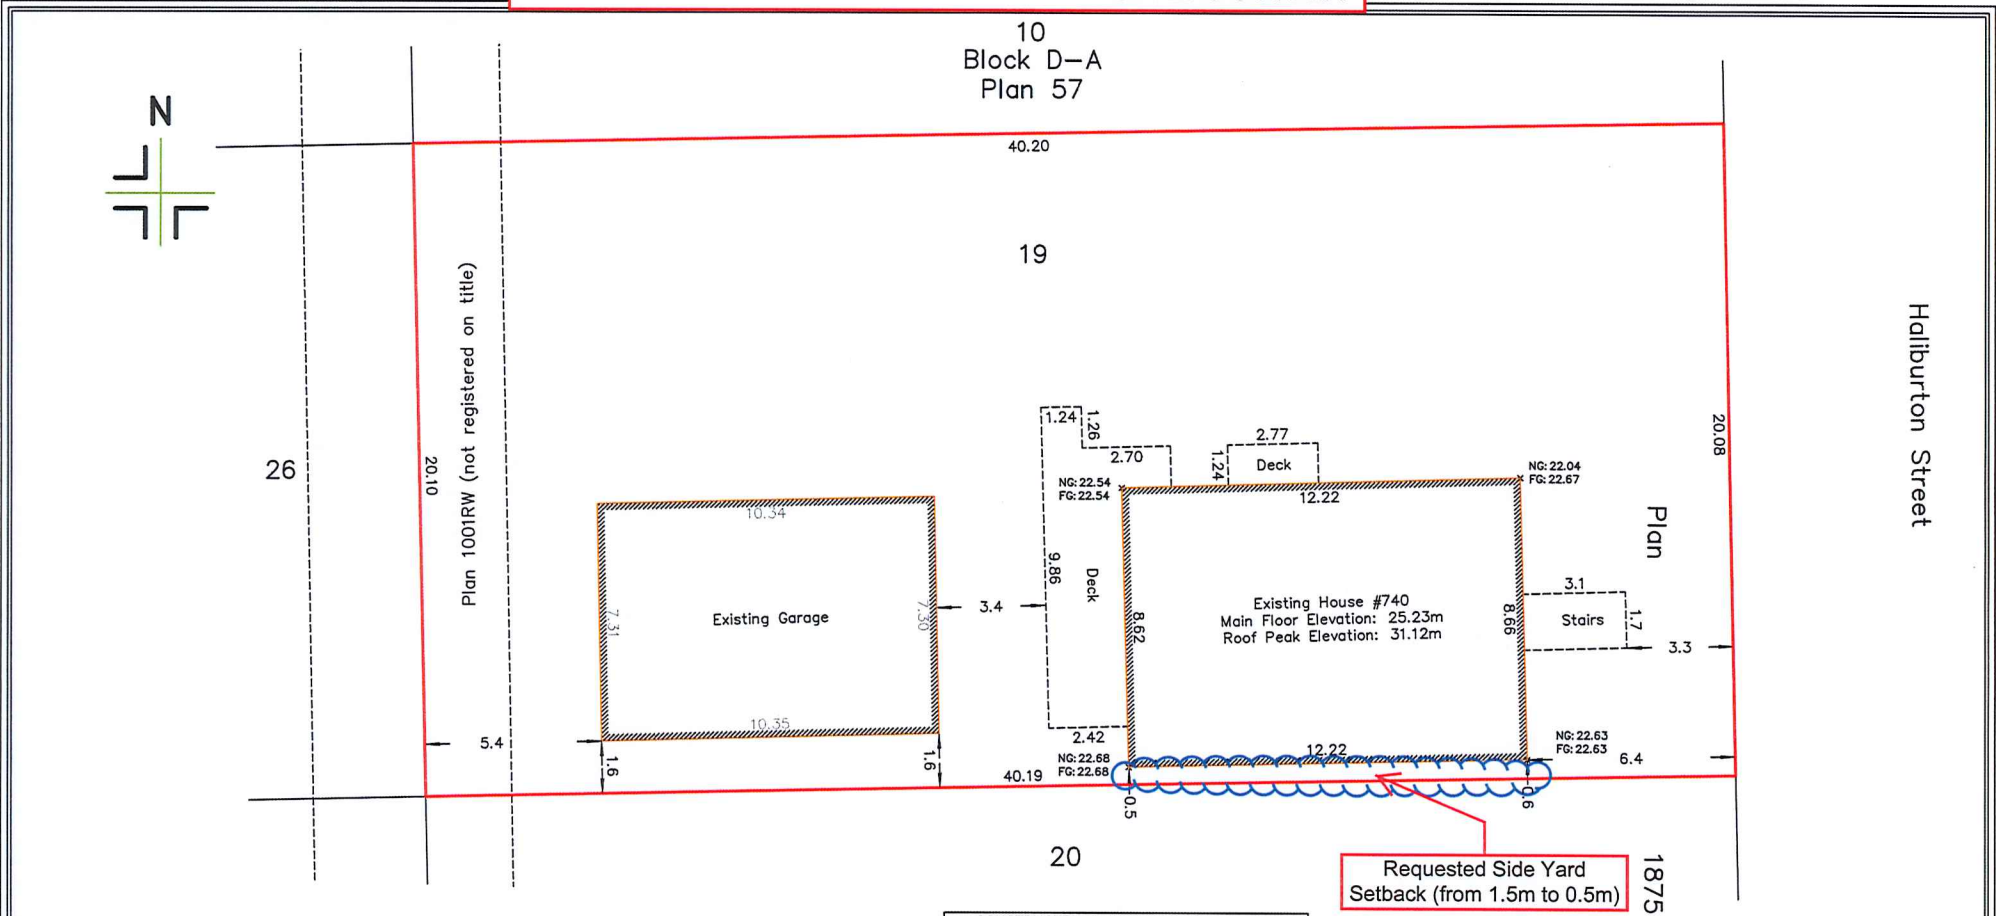 10
Block D-A
Plan 57
N
40.20
19
Haliburton Street
Plan 1001RW (not registered on title)
26
20.10
20.08
1.24
1.26
2.70
2.77
1.24
Deck
NG: 22.54
FG: 22.54
NG: 22.04
FG: 22.67
12.22
10.34
Plan
9.86
Deck
7.31
Existing Garage
7.30
3.4
8.62
Existing House #740
Main Floor Elevation: 25.23m
Roof Peak Elevation: 31.12m
8.66
3.1
Stairs
1.7
3.3
10.35
2.42
5.4
1.6
1.6
NG: 22.68
FG: 22.68
12.22
NG: 22.63
FG: 22.63
6.4
40.19
0.5
0.6
20
Requested Side Yard
Setback (from 1.5m to 0.5m)
1875